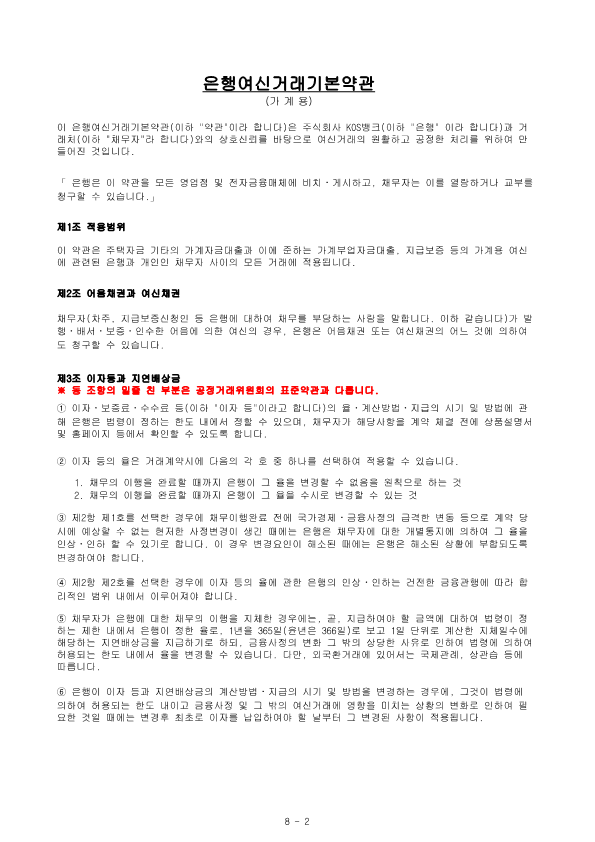 은행여신거래기본약관
(가 계 용)
이 은행여신거래기본약관(이하 "약관"이라 합니다)은 주식회사 KOS뱅크(이하 "은행" 이라 합니다)과 거
래처(이하 "채무자"라 합니다)와의 상호신뢰를 바탕으로 여신거래의 원활하고 공정한 처리를 위하여 만
들어진 것입니다.
「 은행은 이 약관을 모든 영업점 및 전자금융매체에 비치·게시하고, 채무자는 이를 열람하거나 교부를
청구할 수 있습니다.」
제1조 적용범위
이 약관은 주택자금 기타의 가계자금대출과 이에 준하는 가계부업자금대출, 지급보증 등의 가계용 여신
에 관련된 은행과 개인인 채무자 사이의 모든 거래에 적용됩니다.
제2조 어음채권과 여신채권
채무자(차주, 지급보증신청인 등 은행에 대하여 채무를 부담하는 사람을 말합니다. 이하 같습니다)가 발
행·배서·보증·인수한 어음에 의한 여신의 경우, 은행은 어음채권 또는 여신채권의 어느 것에 의하여
도 청구할 수 있습니다.
제3조 이자등과 지연배상금
※ 동 조항의 밑줄 친 부분은 공정거래위원회의 표준약관과 다릅니다.
① 이자·보증료·수수료 등(이하 "이자 등"이라고 합니다)의 율·계산방법·지급의 시기 및 방법에 관
해 은행은 법령이 정하는 한도 내에서 정할 수 있으며, 채무자가 해당사항을 계약 체결 전에 상품설명서
및 홈페이지 등에서 확인할 수 있도록 합니다.
② 이자 등의 율은 거래계약시에 다음의 각 호 중 하나를 선택하여 적용할 수 있습니다.
1. 채무의 이행을 완료할 때까지 은행이 그 율을 변경할 수 없음을 원칙으로 하는 것
2. 채무의 이행을 완료할 때까지 은행이 그 율을 수시로 변경할 수 있는 것
③ 제2항 제1호를 선택한 경우에 채무이행완료 전에 국가경제·금융사정의 급격한 변동 등으로 계약 당
시에 예상할 수 없는 현저한 사정변경이 생긴 때에는 은행은 채무자에 대한 개별통지에 의하여 그 율을
인상·인하 할 수 있기로 합니다. 이 경우 변경요인이 해소된 때에는 은행은 해소된 상황에 부합되도록
변경하여야 합니다.
④ 제2항 제2호를 선택한 경우에 이자 등의 율에 관한 은행의 인상·인하는 건전한 금융관행에 따라 합
리적인 범위 내에서 이루어져야 합니다.
⑤ 채무자가 은행에 대한 채무의 이행을 지체한 경우에는, 곧, 지급하여야 할 금액에 대하여 법령이 정
하는 제한 내에서 은행이 정한 율로, 1년을 365일(윤년은 366일)로 보고 1일 단위로 계산한 지체일수에
해당하는 지연배상금을 지급하기로 하되, 금융사정의 변화 그 밖의 상당한 사유로 인하여 법령에 의하여
허용되는 한도 내에서 율을 변경할 수 있습니다. 다만, 외국환거래에 있어서는 국제관례, 상관습 등에
따릅니다.
⑥ 은행이 이자 등과 지연배상금의 계산방법·지급의 시기 및 방법을 변경하는 경우에, 그것이 법령에
의하여 허용되는 한도 내이고 금융사정 및 그 밖의 여신거래에 영향을 미치는 상황의 변화로 인하여 필
요한 것일 때에는 변경후 최초로 이자를 납입하여야 할 날부터 그 변경된 사항이 적용됩니다.
8 - 2